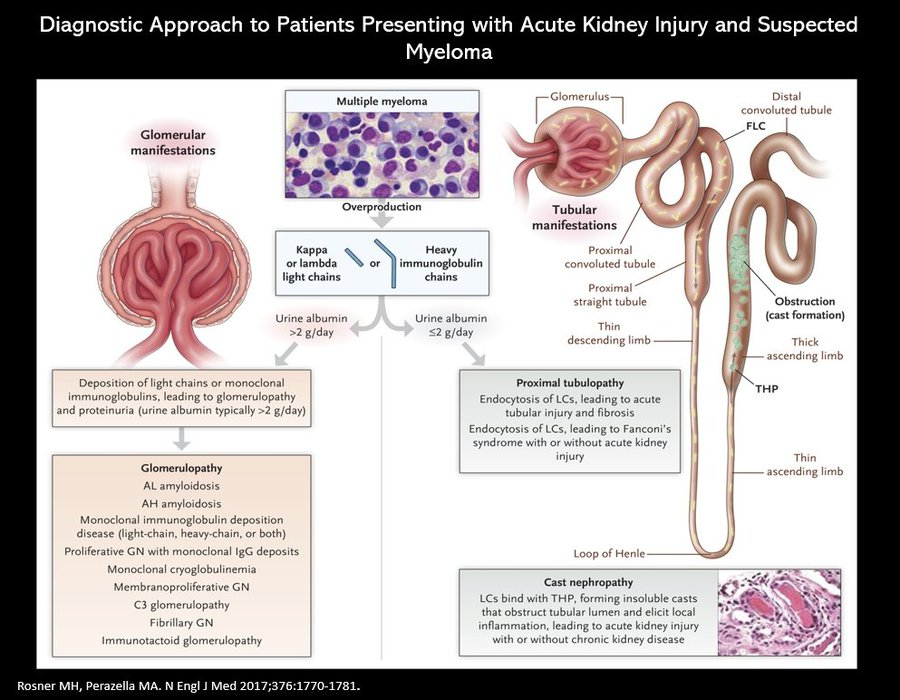 Diagnostic Approach to Patients Presenting with Acute Kidney Injury and Suspected
Myeloma
Glomerular
manifestations
Multiple myeloma
Overproduction
Kappa
or lambda
light chains
or
Heavy
immunoglobulin
chains
Urine albumin
>2 g/day
Urine albumin
≤2 g/day
Deposition of light chains or monoclonal
immunoglobulins, leading to glomerulopathy
and proteinuria (urine albumin typically >2 g/day)
Glomerulopathy
AL amyloidosis
AH amyloidosis
Monoclonal immunoglobulin deposition
disease (light-chain, heavy-chain, or both)
Proliferative GN with monoclonal IgG deposits
Monoclonal cryoglobulinemia
Membranoproliferative GN
C3 glomerulopathy
Fibrillary GN
Immunotactoid glomerulopathy
Glomerulus
Distal
convoluted tubule
FLC
Tubular
manifestations
Proximal
convoluted tubule
Proximal
straight tubule
Thin
descending limb
Obstruction
(cast formation)
Thick
ascending limb
THP
Thin
ascending limb
Loop of Henle
Proximal tubulopathy
Endocytosis of LCs, leading to acute
tubular injury and fibrosis
Endocytosis of LCs, leading to Fanconi's
syndrome with or without acute kidney
injury
Cast nephropathy
LCs bind with THP, forming insoluble casts
that obstruct tubular lumen and elicit local
inflammation, leading to acute kidney injury
with or without chronic kidney disease
Rosner MH, Perazella MA. N Engl J Med 2017;376:1770-1781.